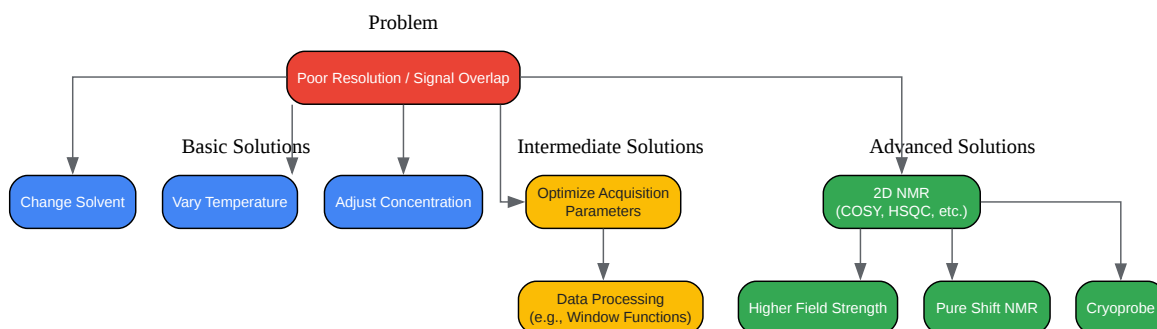 Problem
Poor Resolution / Signal Overlap
Basic Solutions
Intermediate Solutions
Advanced Solutions
Change Solvent
Vary Temperature
Adjust Concentration
Optimize Acquisition
Parameters
2D NMR
(COSY, HSQC, etc.)
Data Processing
(e.g., Window Functions)
Higher Field Strength
Pure Shift NMR
Cryoprobe